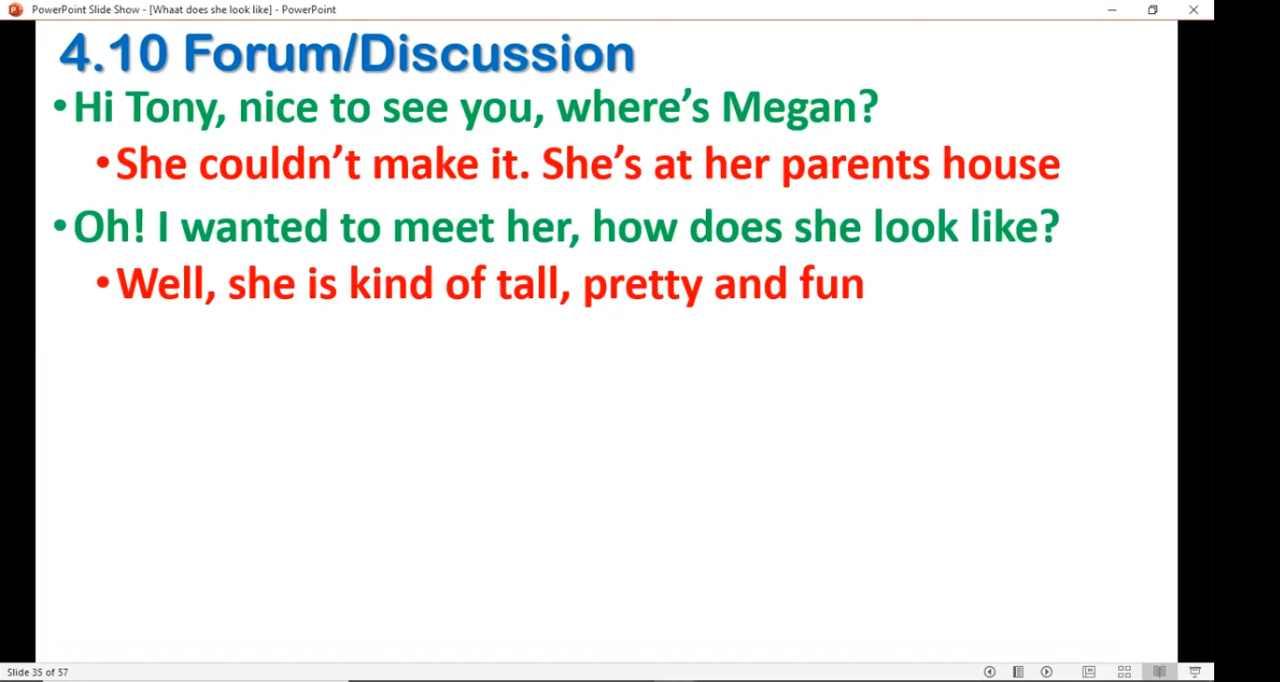 PowerPoint Slide Show - [Whaat does she look like] - PowerPoint
4.10 Forum/Discussion
•Hi Tony, nice to see you, where’s Megan?
•She couldn’t make it. She’s at her parents house
•Oh! I wanted to meet her, how does she look like?
•Well, she is kind of tall, pretty and fun
Slide 35 of 57